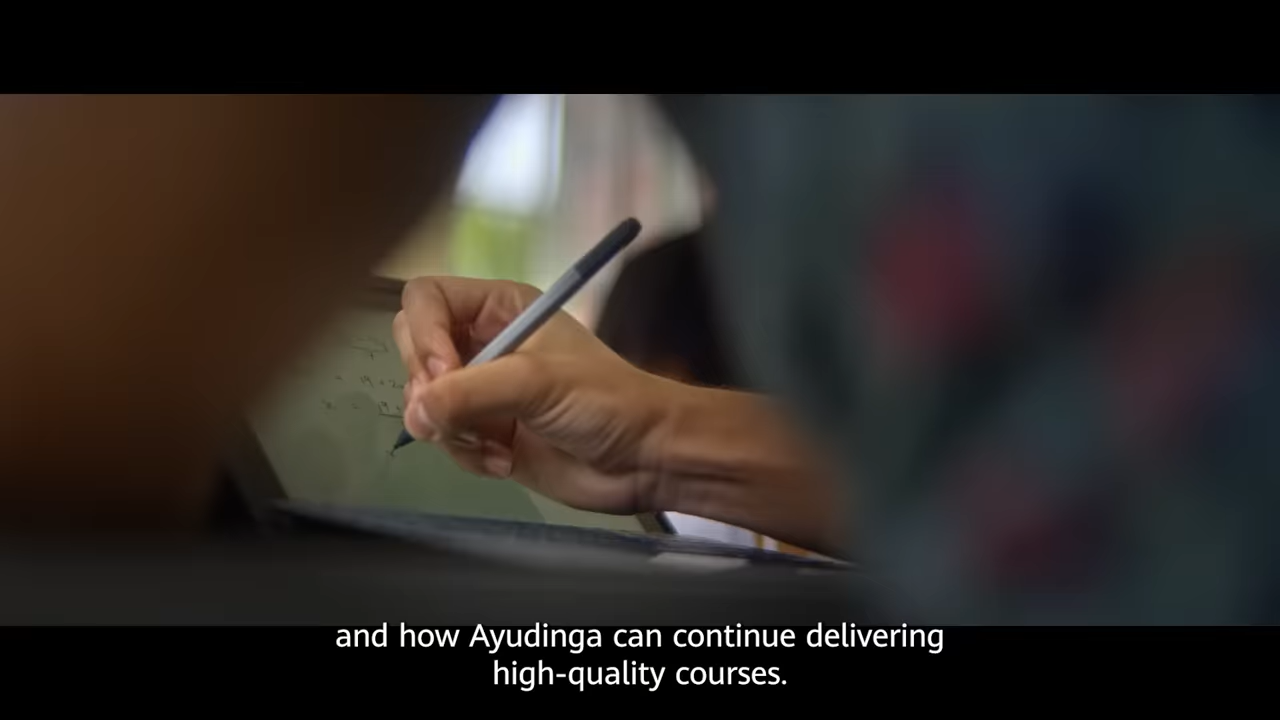 and how Ayudinga can continue delivering
high-quality courses.